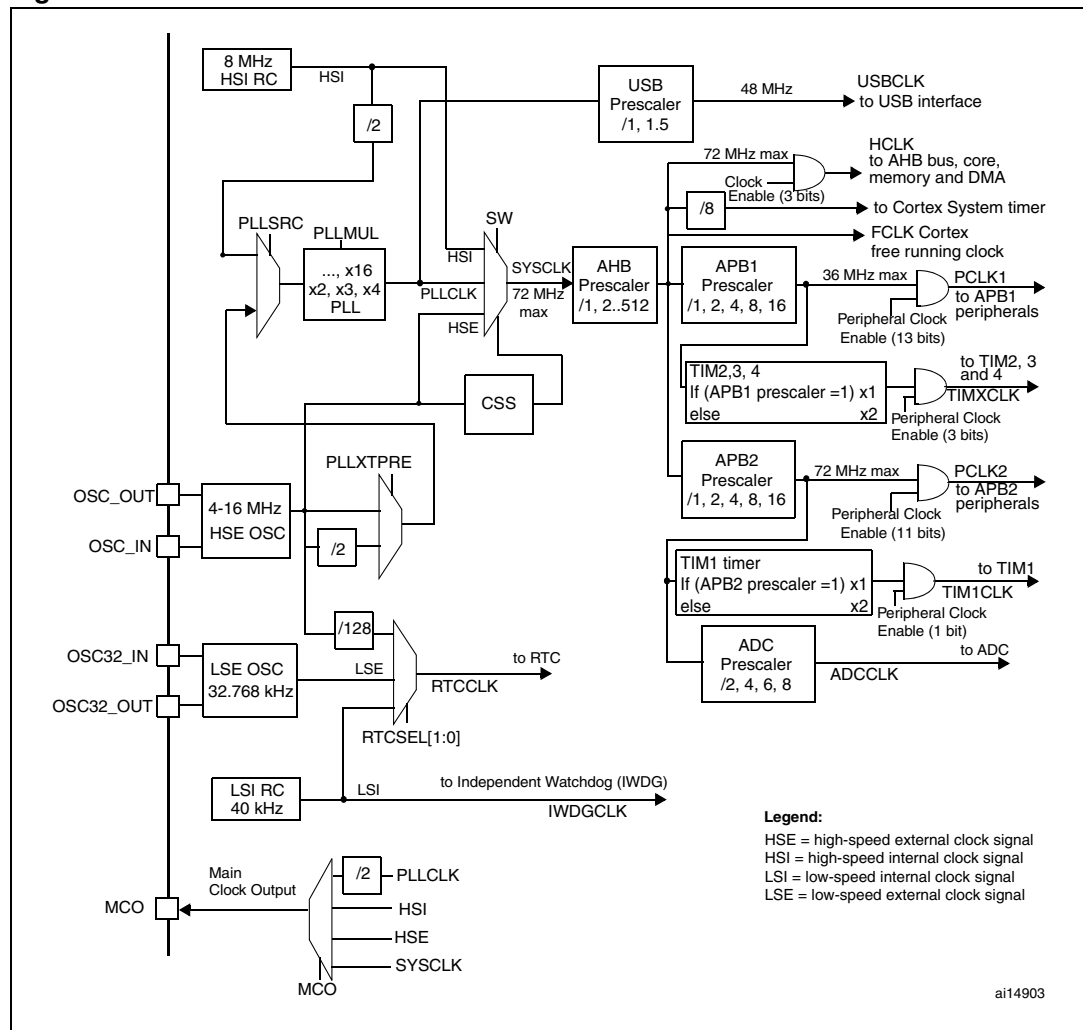 8 MHz
HSI RC
HSI
/2
USB
Prescaler
/1, 1.5
48 MHz
USBCLK
to USB interface
72 MHz max
Clock
Enable (3 bits)
HCLK
to AHB bus, core,
memory and DMA
/8
to Cortex System timer
FCLK Cortex
free running clock
PLLSRC
PLLMUL
..., x16
x2, x3, x4
PLL
SW
HSI
PLLCLK
HSE
SYSCLK
72 MHz
max
AHB
Prescaler
/1, 2..512
APB1
Prescaler
/1, 2, 4, 8, 16
36 MHz max
PCLK1
to APB1
peripherals
Peripheral Clock
Enable (13 bits)
TIM2,3, 4
If (APB1 prescaler =1) x1
else x2
to TIM2, 3
and 4
TIMXCLK
Peripheral Clock
Enable (3 bits)
CSS
PLLXTPRE
OSC_OUT
OSC_IN
4-16 MHz
HSE OSC
/2
APB2
Prescaler
/1, 2, 4, 8, 16
72 MHz max
PCLK2
to APB2
peripherals
Peripheral Clock
Enable (11 bits)
TIM1 timer
If (APB2 prescaler =1) x1
else x2
to TIM1
TIM1CLK
Peripheral Clock
Enable (1 bit)
ADC
Prescaler
/2, 4, 6, 8
to ADC
ADCCLK
/128
OSC32_IN
OSC32_OUT
LSE OSC
32.768 kHz
LSE
to RTC
RTCCLK
RTCSEL[1:0]
LSI RC
40 kHz
LSI
to Independent Watchdog (IWDG)
IWDGCLK
Main
Clock Output
MCO
/2
PLLCLK
HSI
HSE
SYSCLK
MCO
Legend:
HSE = high-speed external clock signal
HSI = high-speed internal clock signal
LSI = low-speed internal clock signal
LSE = low-speed external clock signal
ai14903